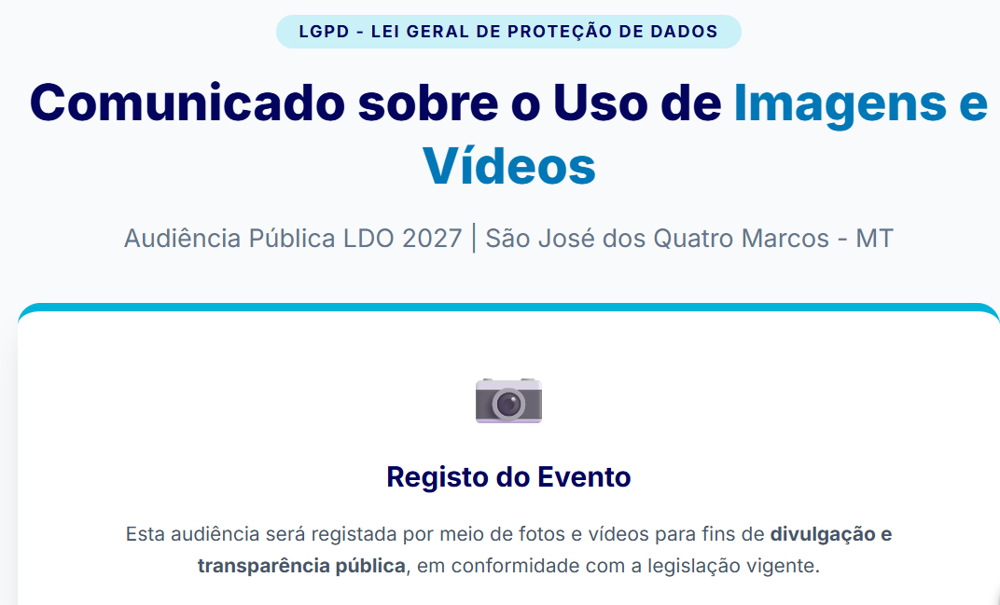 LGPD - LEI GERAL DE PROTEÇÃO DE DADOS
Comunicado sobre o Uso de Imagens e
Vídeos
Audiência Pública LDO 2027 | São José dos Quatro Marcos - MT
Registo do Evento
Esta audiência será registada por meio de fotos e vídeos para fins de divulgação e
transparência pública, em conformidade com a legislação vigente.